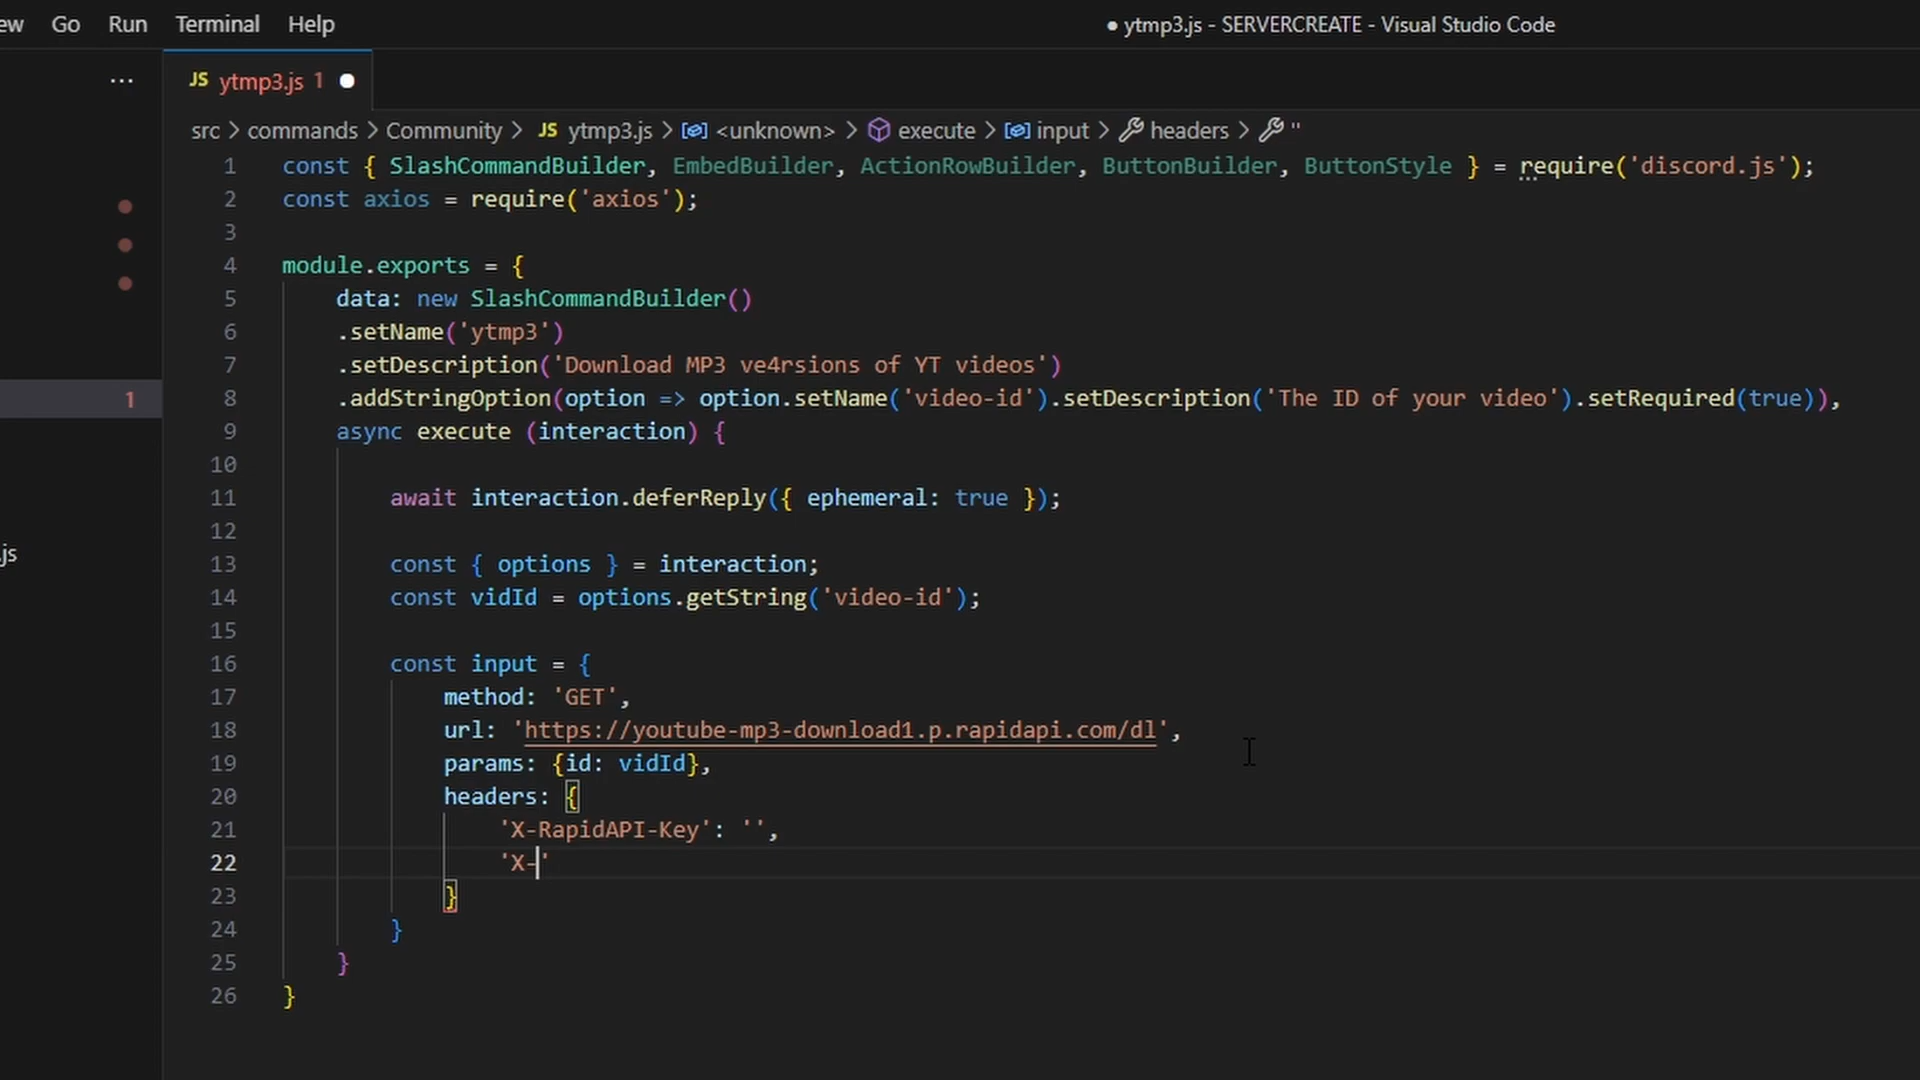 ew Go Run Terminal Help
● ytmp3.js - SERVERCREATE - Visual Studio Code
... JS ytmp3.js 1 ●
src > commands > Community > JS ytmp3.js > <unknown> > execute > input > headers > ''
1 const { SlashCommandBuilder, EmbedBuilder, ActionRowBuilder, ButtonBuilder, ButtonStyle } = require('discord.js');
2 const axios = require('axios');
3
4 module.exports = {
5 data: new SlashCommandBuilder()
6 .setName('ytmp3')
7 .setDescription('Download MP3 ve4rsions of YT videos')
1
8 .addStringOption(option => option.setName('video-id').setDescription('The ID of your video').setRequired(true)),
9 async execute (interaction) {
10
11 await interaction.deferReply({ ephemeral: true });
12
.js
13 const { options } = interaction;
14 const vidId = options.getString('video-id');
15
16 const input = {
17 method: 'GET',
18 url: 'https://youtube-mp3-download1.p.rapidapi.com/dl',
19 params: {id: vidId},
20 headers: {
21 'X-RapidAPI-Key': '',
22 'X-'
23 }
24 }
25 }
26 }